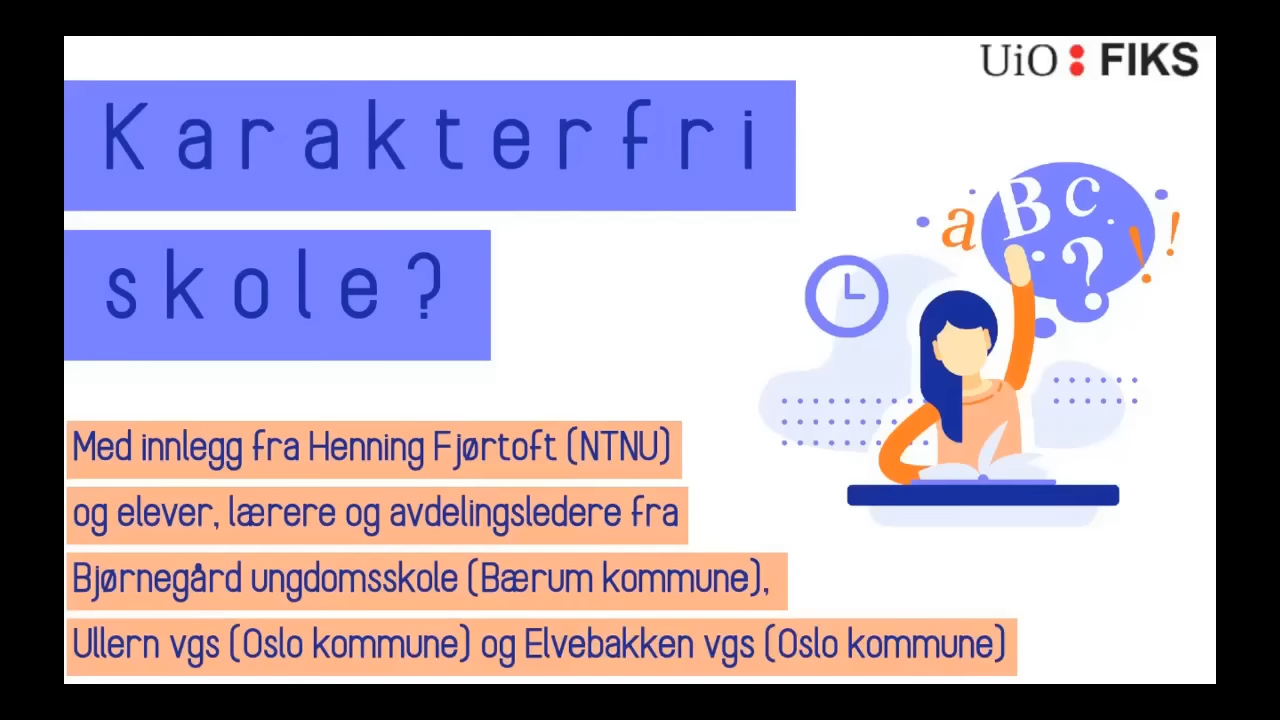 UiO : FIKS
Karakterfri
skole?
a B c ? ! !
Med innlegg fra Henning Fjørtoft (NTNU)
og elever, lærere og avdelingsledere fra
Bjørnegård ungdomsskole (Bærum kommune),
Ullern vgs (Oslo kommune) og Elvebakken vgs (Oslo kommune)